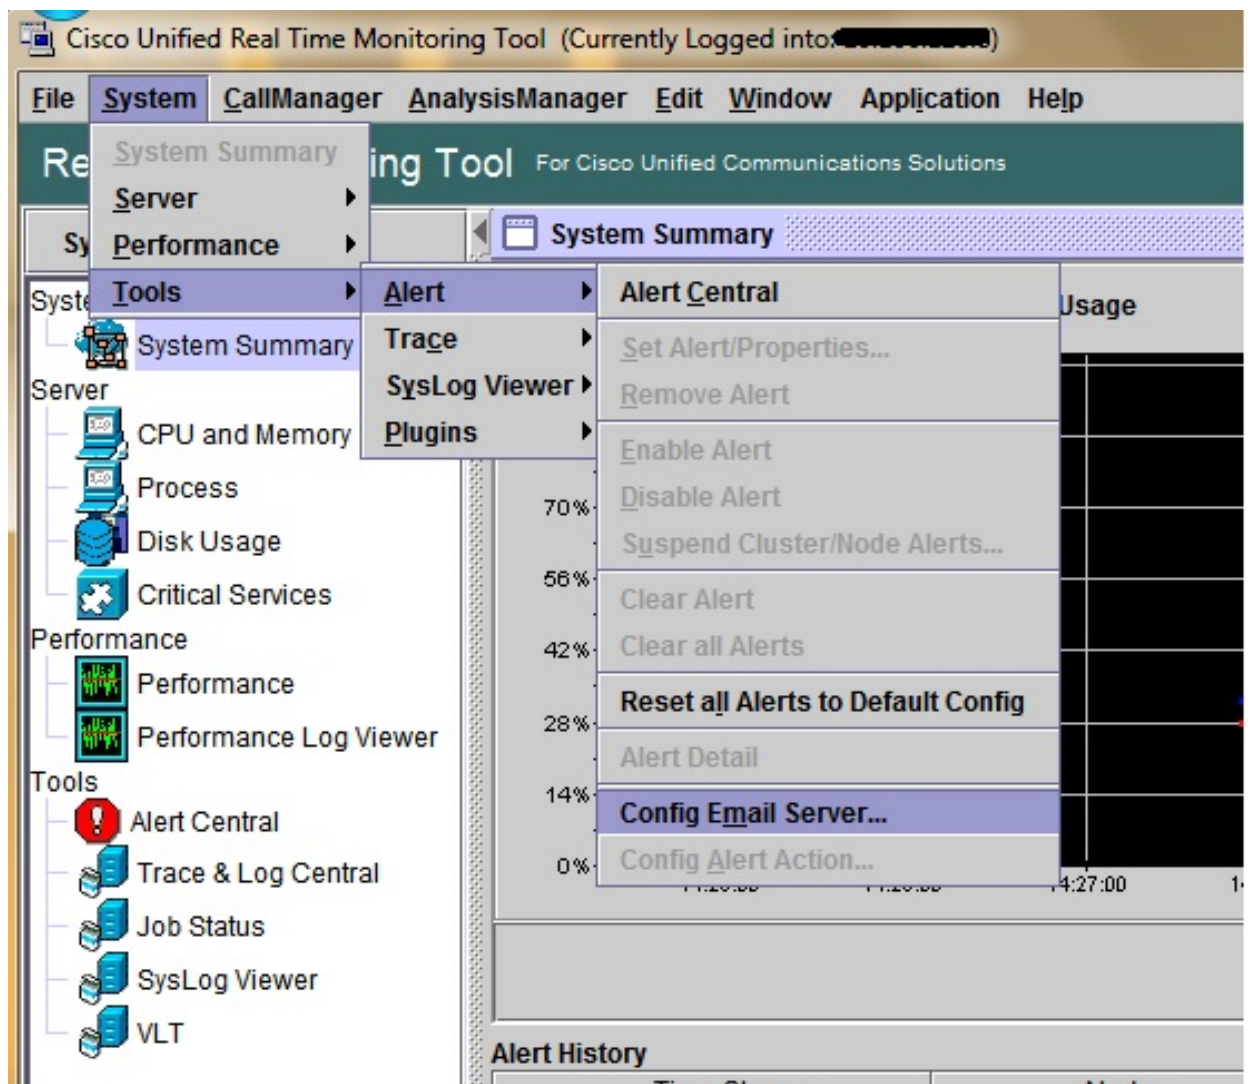 Cisco Unified Real Time Monitoring Tool (Currently Logged into:
File System CallManager AnalysisManager Edit Window Application Help
Re ing Tool For Cisco Unified Communications Solutions
System Summary
Server
Performance
Tools
Sy
System Summary
Alert
Trace
SysLog Viewer
Plugins
Alert Central
Set Alert/Properties...
Remove Alert
Enable Alert
Disable Alert
Suspend Cluster/Node Alerts...
Clear Alert
Clear all Alerts
Reset all Alerts to Default Config
Alert Detail
Config Email Server...
Config Alert Action...
Usage
Syste
System Summary
Server
CPU and Memory
Process
Disk Usage
Critical Services
Performance
Performance
Performance Log Viewer
Tools
Alert Central
Trace & Log Central
Job Status
SysLog Viewer
VLT
70%
56%
42%
28%
14%
0%
14:27:00
Alert History